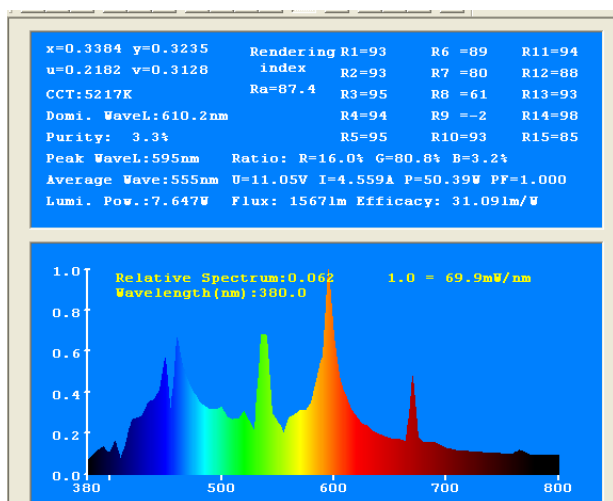 x=0.3384 y=0.3235 Rendering R1=93 R6 =89 R11=94
u=0.2182 v=0.3128 index R2=93 R7 =80 R12=88
CCT:5217K Ra=87.4 R3=95 R8 =61 R13=93
Domi. WaveL:610.2nm R4=94 R9 =-2 R14=98
Purity: 3.3% R5=95 R10=93 R15=85
Peak WaveL:595nm Ratio: R=16.0% G=80.8% B=3.2%
Average Wave:555nm U=11.05V I=4.559A P=50.39W PF=1.000
Lumi. Pow.:7.647W Flux: 1567lm Efficacy: 31.09lm/W
1.0 Relative Spectrum:0.062 1.0 = 69.9mW/nm
Wavelength(nm):380.0
0.8
0.6
0.4
0.2
0.0
380 500 600 700 800